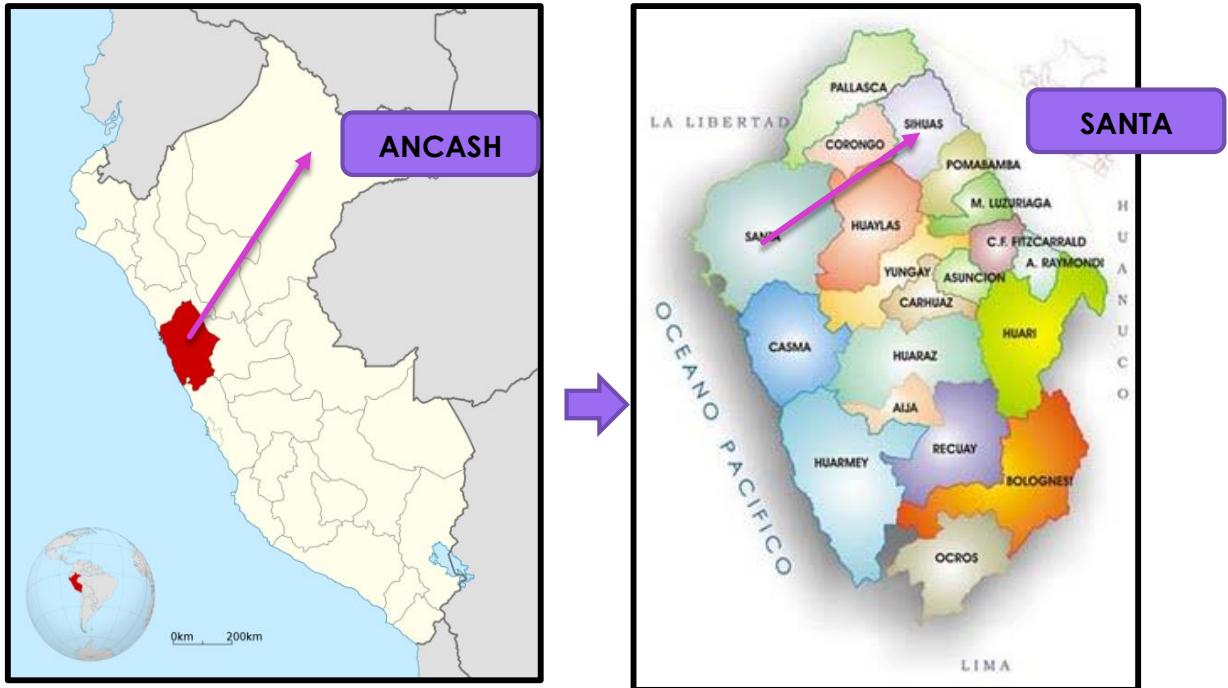 ANCASH
0km 200km
SANTA
LA LIBERTAD
PALLASCA
SIHUAS
CORONGO
POMABAMBA
M. LUZURIAGA
HUAYLAS
SANTA
C.F. FITZCARRALD
A. RAYMONDI
YUNGAY
ASUNCION
CARHUAZ
HUARI
CASMA
HUARAZ
AIJA
RECUAY
HUARMEY
BOLOGNESI
OCROS
HUANUCO
OCEANO PACIFICO
LIMA